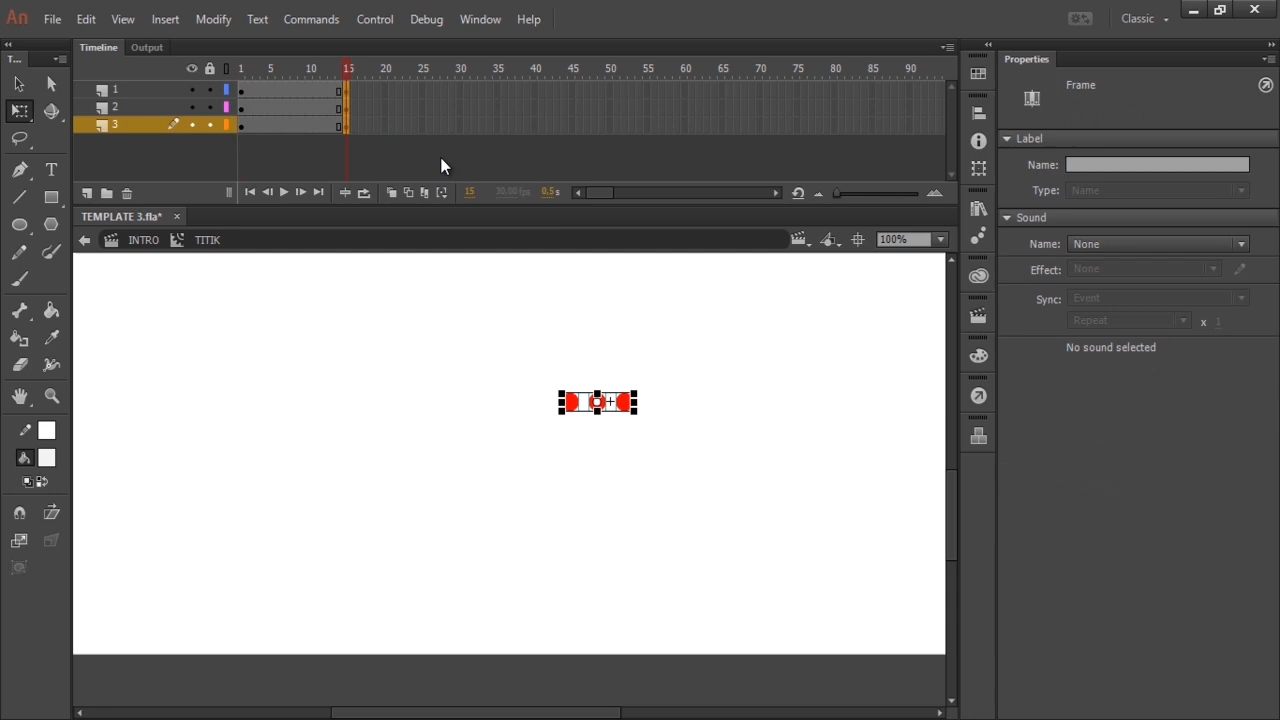 An File Edit View Insert Modify Text Commands Control Debug Window Help Classic
Timeline Output
T...
Properties
1 5 10 15 20 25 30 35 40 45 50 55 60 65 70 75 80 85 90
Frame
1
2
3
Label
Name:
Type: Name
15 30.00 fps 0.5 s
TEMPLATE 3.fla* ×
Sound
INTRO TITIK 100%
Name: None
Effect: None
Sync: Event
Repeat x 1
No sound selected